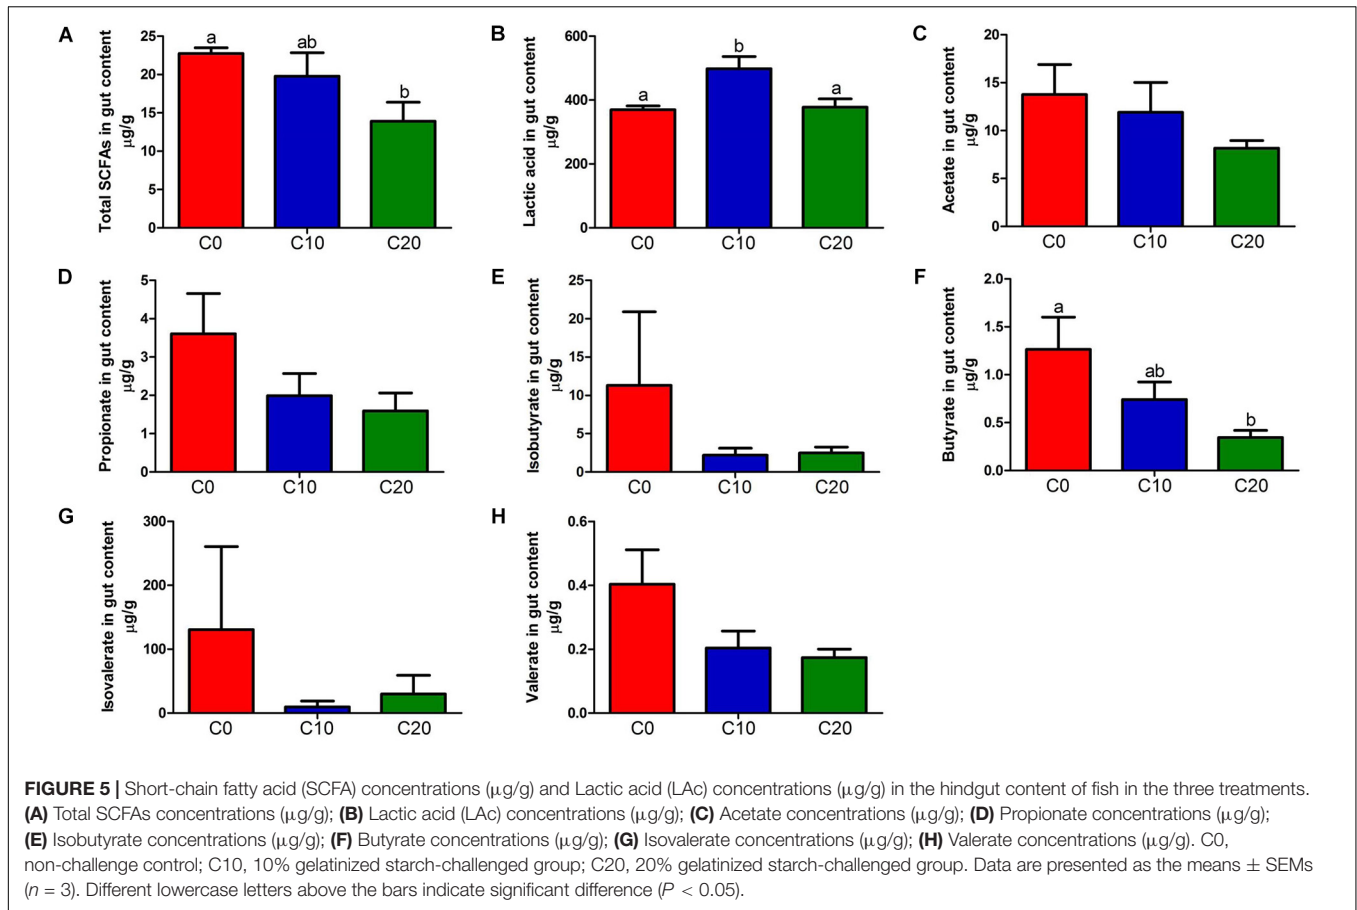 A
Total SCFAs in gut content
μg/g
25
20
15
10
5
0
a
ab
b
C0
C10
C20
B
Lactic acid in gut content
μg/g
600
400
200
0
a
b
a
C0
C10
C20
C
Acetate in gut content
μg/g
20
15
10
5
0
C0
C10
C20
D
Propionate in gut content
μg/g
5
4
3
2
1
0
C0
C10
C20
E
Isobutyrate in gut content
μg/g
25
20
15
10
5
0
C0
C10
C20
F
Butyrate in gut content
μg/g
2.0
1.5
1.0
0.5
0.0
a
ab
b
C0
C10
C20
G
Isovalerate in gut content
μg/g
300
200
100
0
C0
C10
C20
H
Valerate in gut content
μg/g
0.6
0.4
0.2
0.0
C0
C10
C20
FIGURE 5 | Short-chain fatty acid (SCFA) concentrations (μg/g) and Lactic acid (LAc) concentrations (μg/g) in the hindgut content of fish in the three treatments.
(A) Total SCFAs concentrations (μg/g); (B) Lactic acid (LAc) concentrations (μg/g); (C) Acetate concentrations (μg/g); (D) Propionate concentrations (μg/g);
(E) Isobutyrate concentrations (μg/g); (F) Butyrate concentrations (μg/g); (G) Isovalerate concentrations (μg/g); (H) Valerate concentrations (μg/g). C0,
non-challenge control; C10, 10% gelatinized starch-challenged group; C20, 20% gelatinized starch-challenged group. Data are presented as the means ± SEMs
(n = 3). Different lowercase letters above the bars indicate significant difference (P < 0.05).